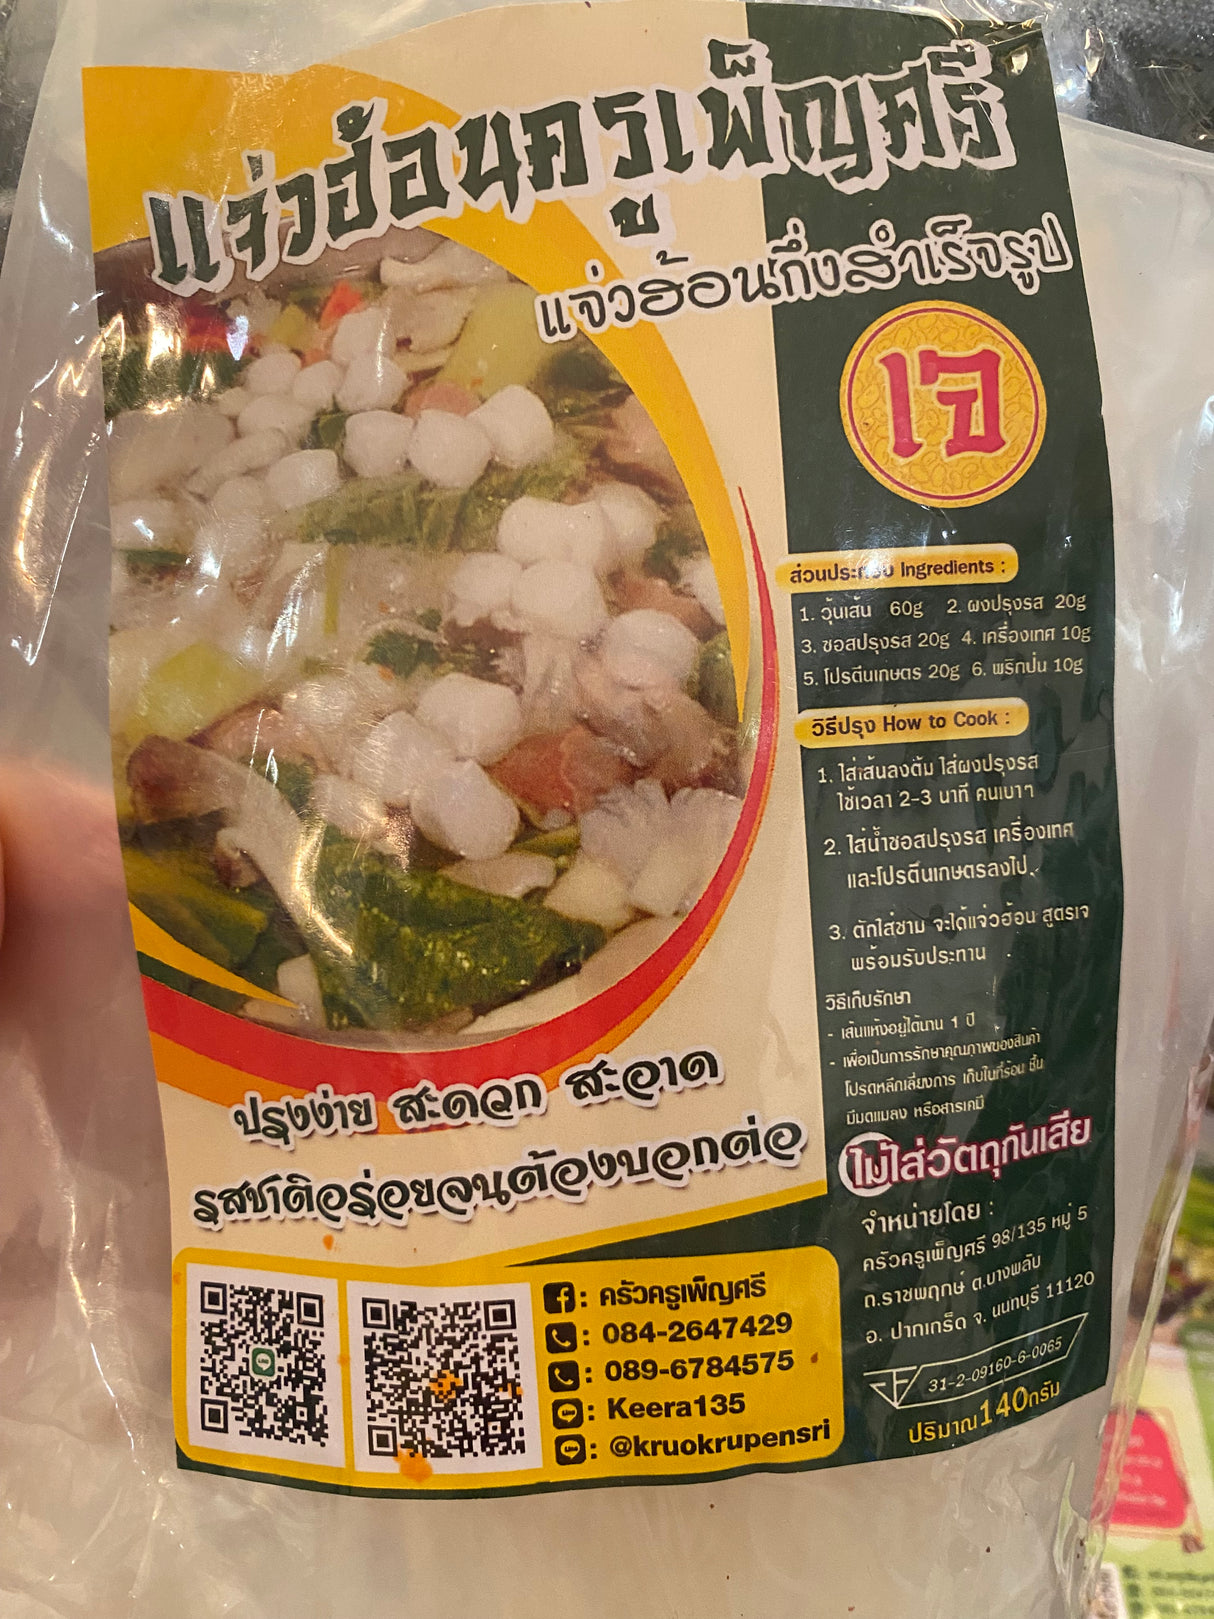 แจ่วฮ้อนครูเพ็ญศรี
แจ่วฮ้อนกึ่งสำเร็จรูป
เจ
ส่วนประกอบ Ingredients :
1. วุ้นเส้น 60g 2. ผงปรุงรส 20g
3. ซอสปรุงรส 20g 4. เครื่องเทศ 10g
5. โปรตีนเกษตร 20g 6. พริกป่น 10g
วิธีปรุง How to Cook :
1. ใส่เส้นลงต้ม ใส่ผงปรุงรส
ใช้เวลา 2-3 นาที คนเบาๆ
2. ใส่น้ำซอสปรุงรส เครื่องเทศ
และโปรตีนเกษตรลงไป
3. ตักใส่ชาม จะได้แจ่วฮ้อน สูตรเจ
พร้อมรับประทาน
วิธีเก็บรักษา
- เส้นแห้งอยู่ได้นาน 1 ปี
- เพื่อเป็นการรักษาคุณภาพของสินค้า
โปรดหลีกเลี่ยงการ เก็บในที่ร้อน ชื้น
มีมดแมลง หรือสารเคมี
ไม่ใส่วัตถุกันเสีย
จำหน่ายโดย :
ครัวครูเพ็ญศรี 98/135 หมู่ 5
ถ.ราชพฤกษ์ ต.บางพลับ
อ. ปากเกร็ด จ. นนทบุรี 11120
31-2-09160-6-0065
ปริมาณ140กรัม
ปรุงง่าย สะดวก สะอาด
รสชาติอร่อยจนต้องบอกต่อ
: ครัวครูเพ็ญศรี
: 084-2647429
: 089-6784575
: Keera135
: @kruokrupensri